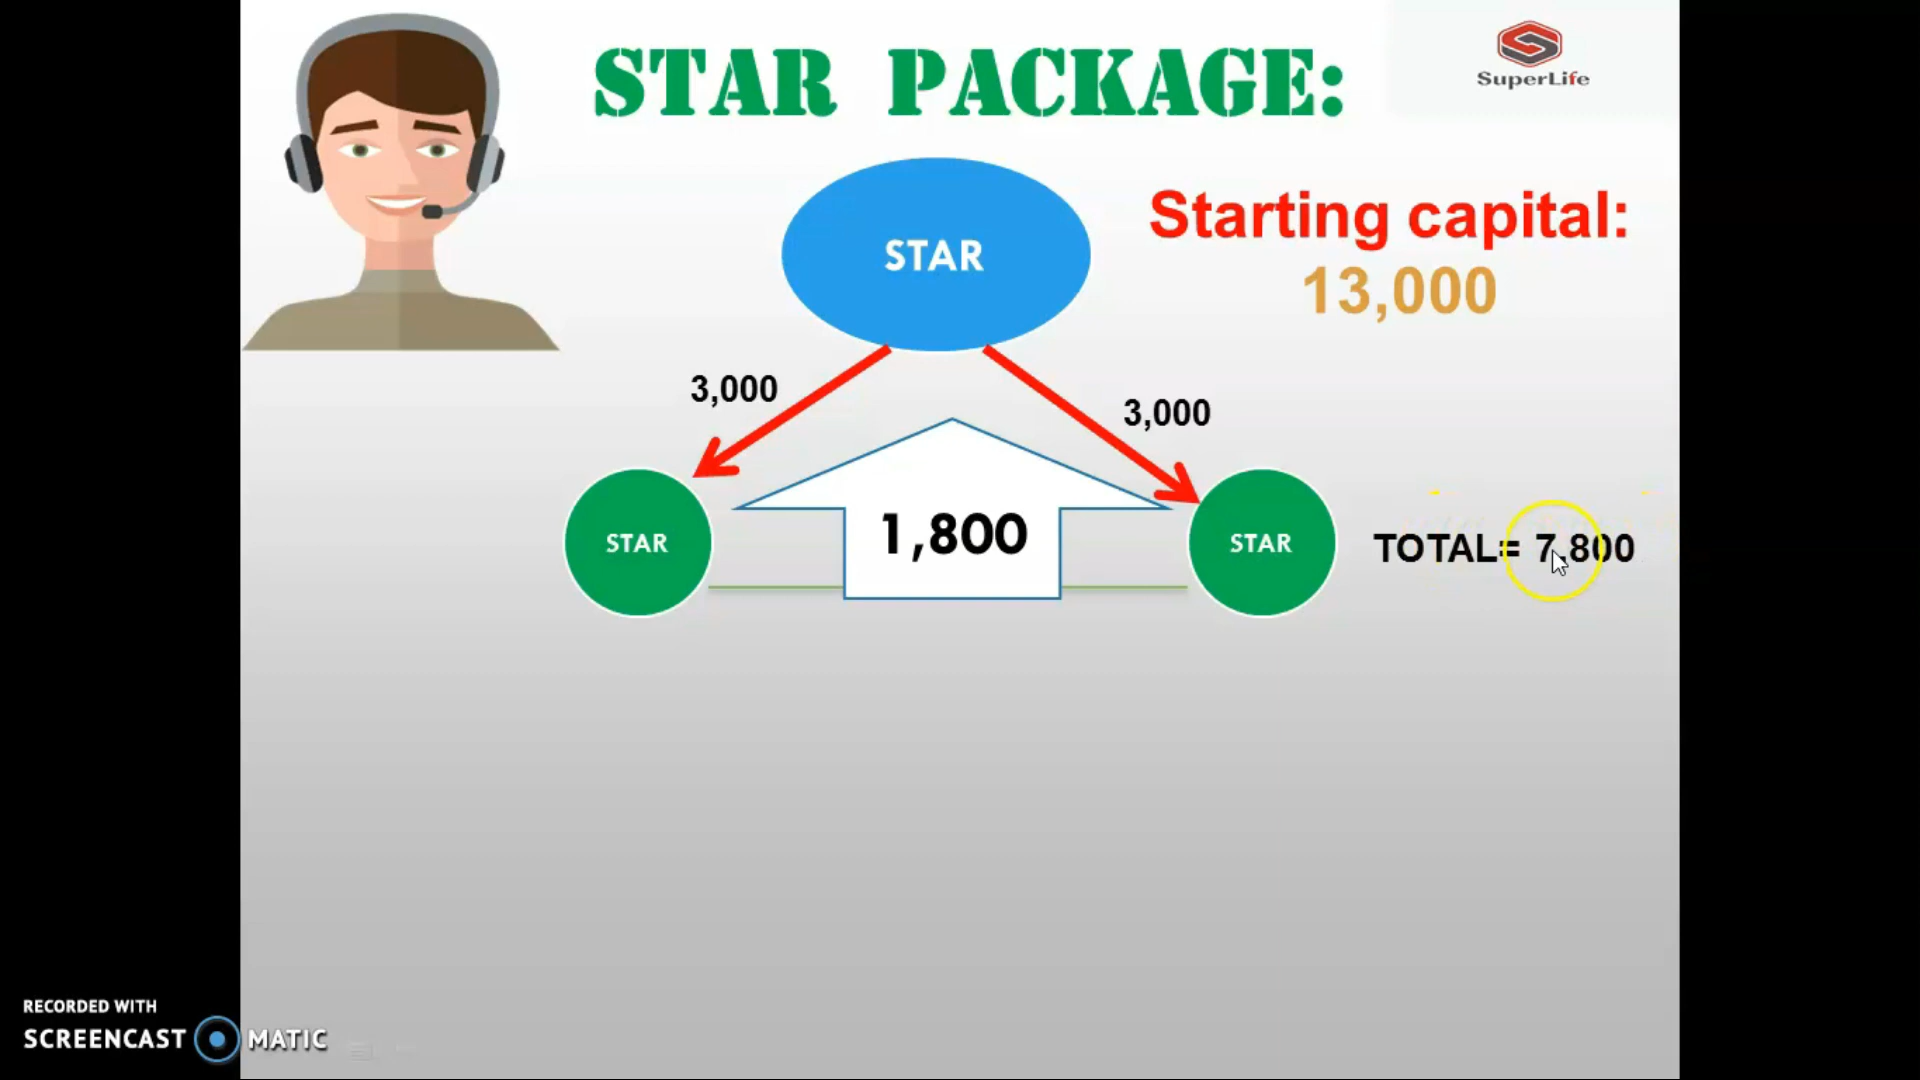 STAR PACKAGE:
SuperLife
Starting capital:
13,000
STAR
3,000
3,000
1,800
STAR
STAR
TOTAL= 7,800
RECORDED WITH
SCREENCAST MATIC